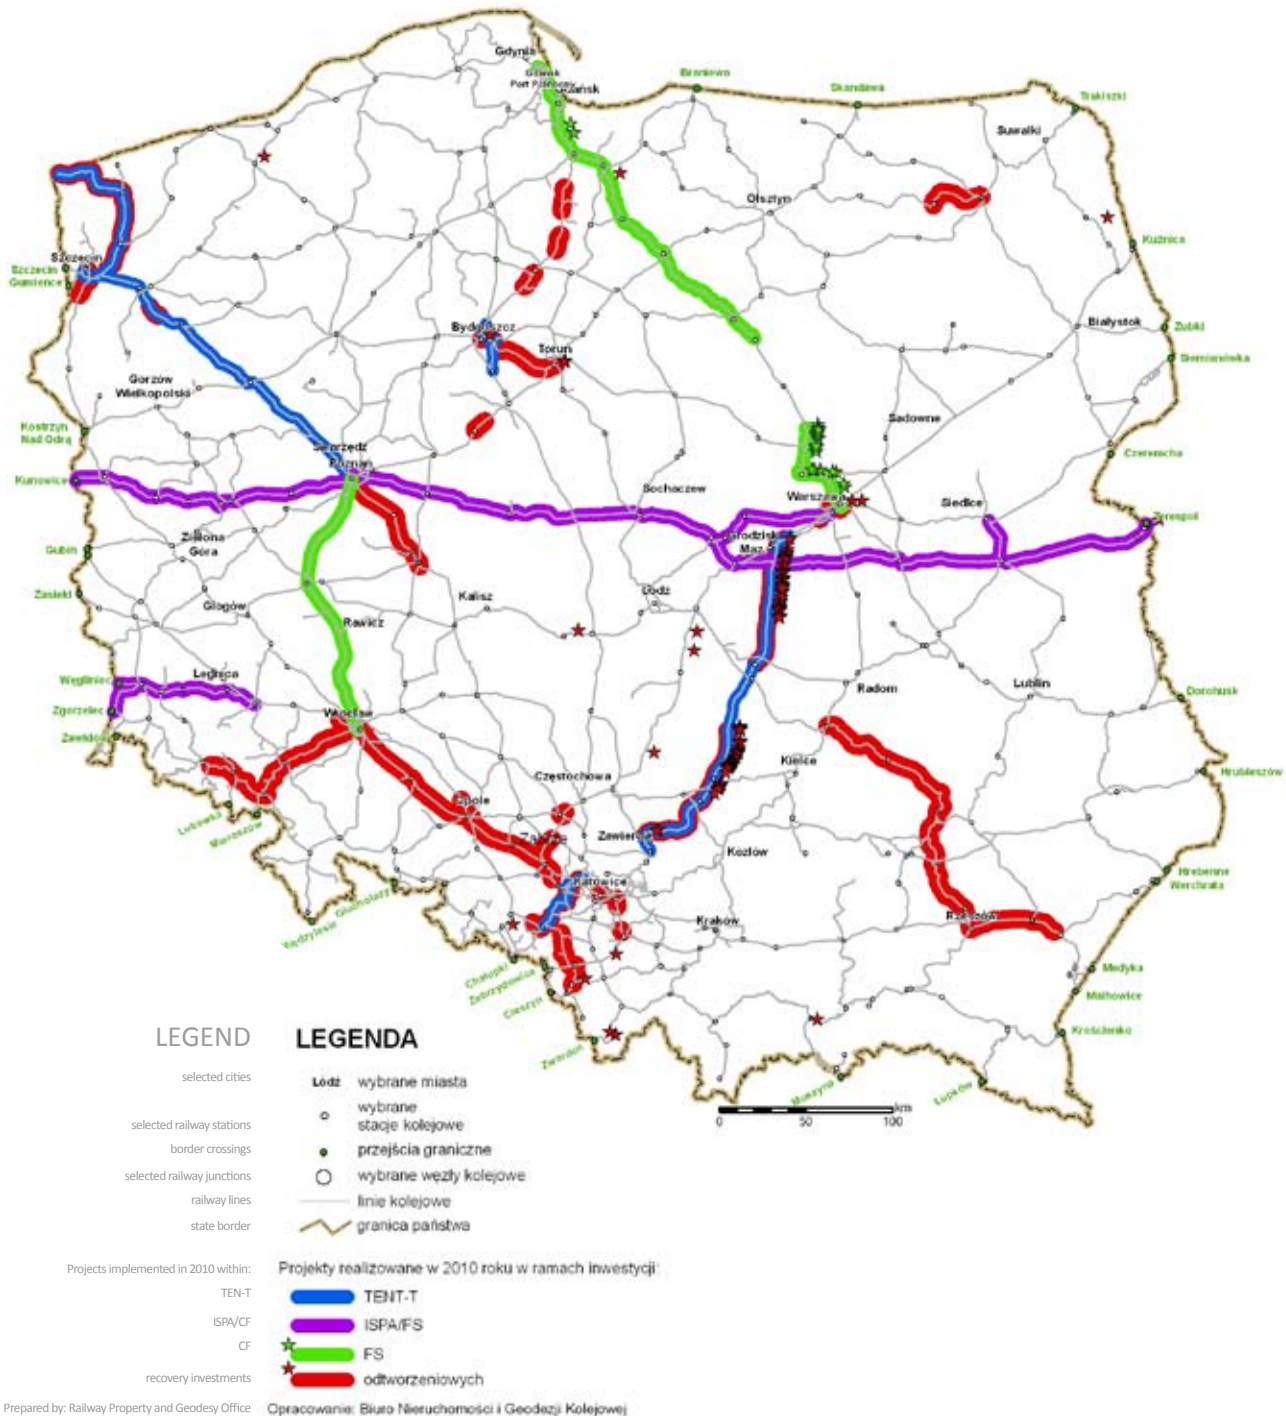 Gdynia
Gdańsk
Port Północny
Gdańsk
Braniewo
Skandawa
Trakiszki
Suwałki
Olsztyn
Kuźnica
Szczecin
Szczecin
Gumience
Bydgoszcz
Toruń
Białystok
Zubki
Siemianówka
Gorzów
Wielkopolski
Sadowne
Kostrzyn
Nad Odrą
Czeremcha
Swarzędz
Poznań
Kunowice
Sochaczew
Warszawa
Siedlce
Terespol
Grodzisk
Maz.
Zielona
Góra
Gubin
Zasieki
Głogów
Kalisz
Łódź
Rawicz
Węgliniec
Legnica
Radom
Lublin
Dorohusk
Zgorzelec
Wrocław
Zawidów
Kielce
Hrubieszów
Częstochowa
Opole
Lubawka
Mieroszów
Zawiercie
Kozłów
Katowice
Hrebenne
Werchrata
Głuchołazy
Międzylesie
Kraków
Rzeszów
Chałupki
Zebrzydowice
Cieszyn
Medyka
Malhowice
Krościenko
Zwardoń
Muszyna
Łupków
km
0 50 100
LEGEND LEGENDA
selected cities Łódź wybrane miasta
wybrane
selected railway stations stacje kolejowe
border crossings przejścia graniczne
selected railway junctions wybrane węzły kolejowe
railway lines linie kolejowe
state border granica państwa
Projects implemented in 2010 within: Projekty realizowane w 2010 roku w ramach inwestycji:
TEN-T TENT-T
ISPA/CF ISPA/FS
CF FS
recovery investments odtworzeniowych
Prepared by: Railway Property and Geodesy Office Opracowanie: Biuro Nieruchomości i Geodezji Kolejowej